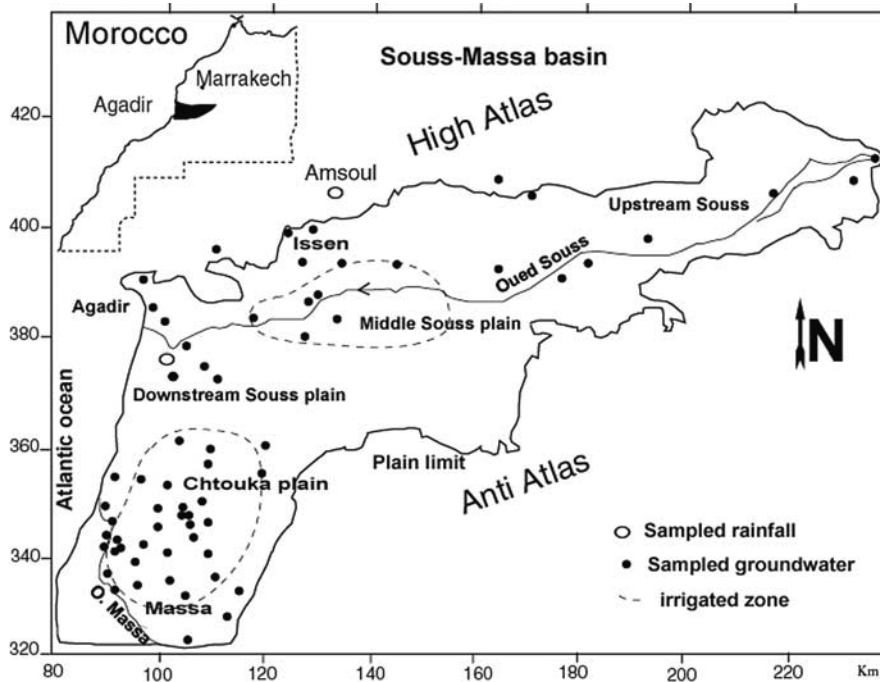 Morocco
Souss-Massa basin
Marrakech
Agadir
High Atlas
Amsoul
Upstream Souss
Issen
Oued Souss
Agadir
Middle Souss plain
Downstream Souss plain
Atlantic ocean
Plain limit
Anti Atlas
Chtouka plain
Massa
O. Massa
N
Sampled rainfall
Sampled groundwater
irrigated zone
420
400
380
360
340
320
80 100 120 140 160 180 200 220 Km